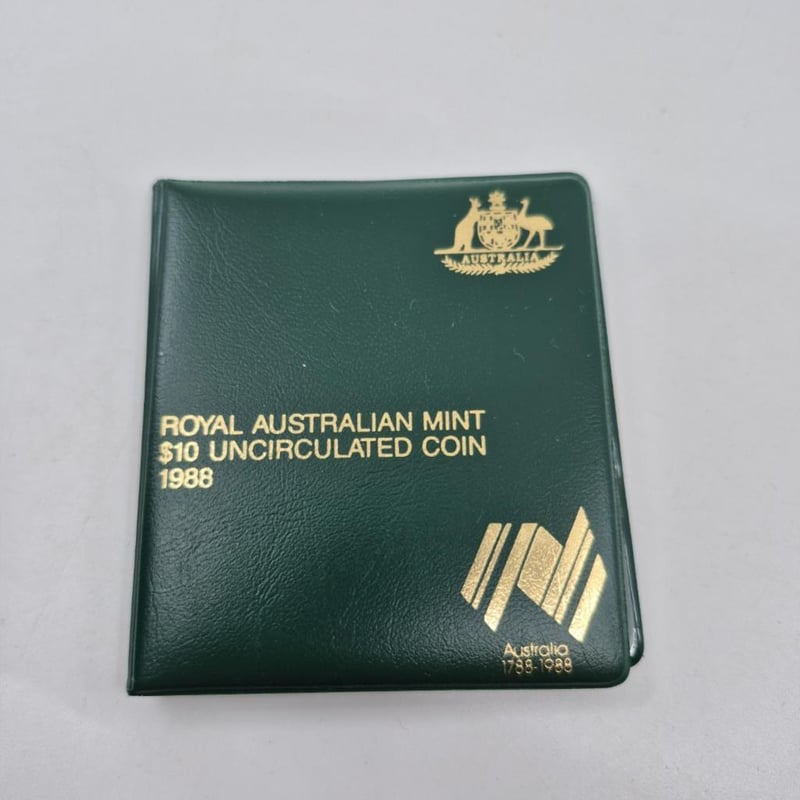 AUSTRALIA
ROYAL AUSTRALIAN MINT
$10 UNCIRCULATED COIN
1988
Australia
1788-1988